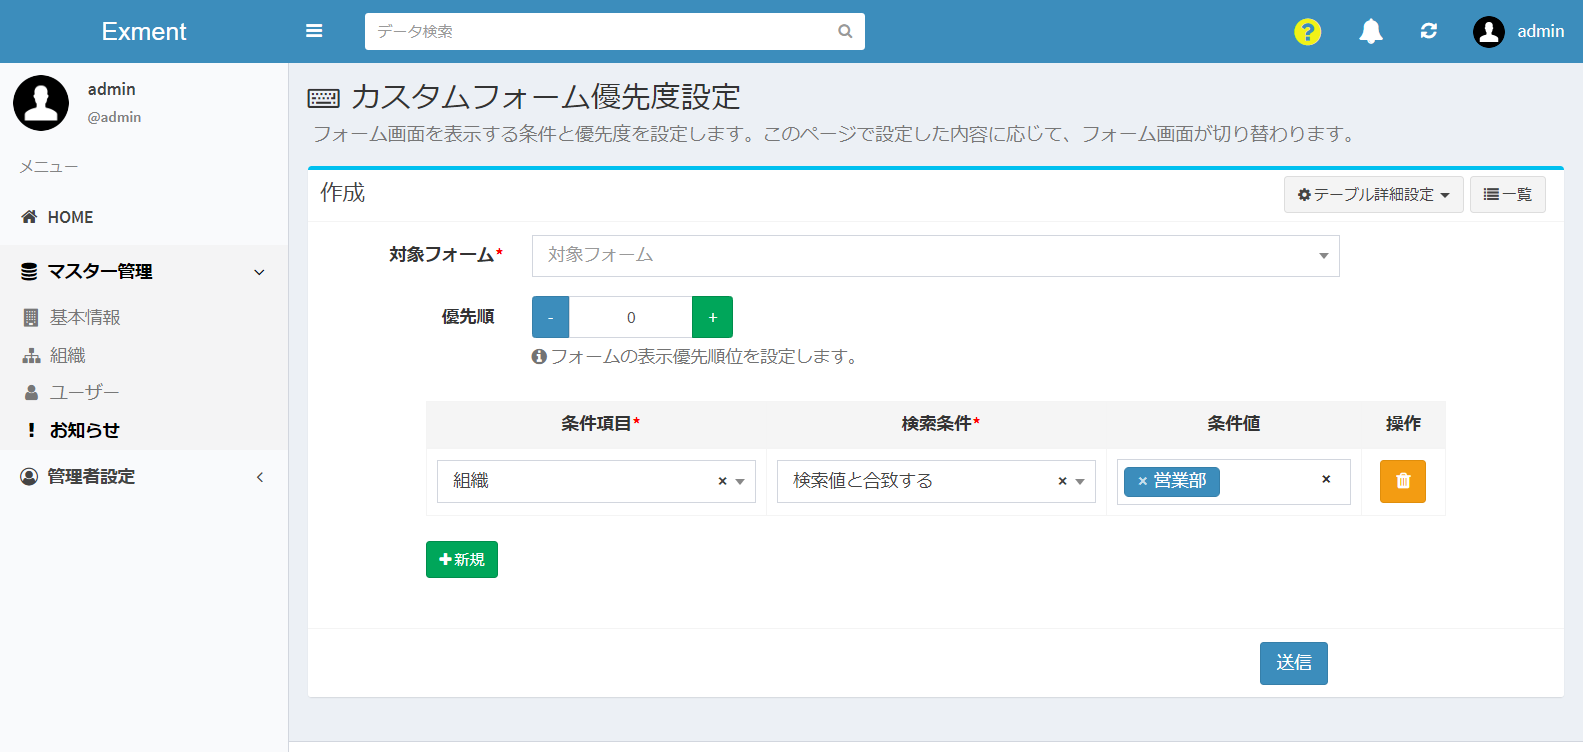 Exment
データ検索
?
admin
admin
@admin
メニュー
HOME
マスター管理
基本情報
組織
ユーザー
お知らせ
管理者設定
カスタムフォーム優先度設定
フォーム画面を表示する条件と優先度を設定します。このページで設定した内容に応じて、フォーム画面が切り替わります。
作成
テーブル詳細設定
一覧
対象フォーム*
対象フォーム
優先順
- 0 +
フォームの表示優先順位を設定します。
条件項目* 検索条件* 条件値 操作
組織 × 検索値と合致する × ×営業部 ×
+新規
送信